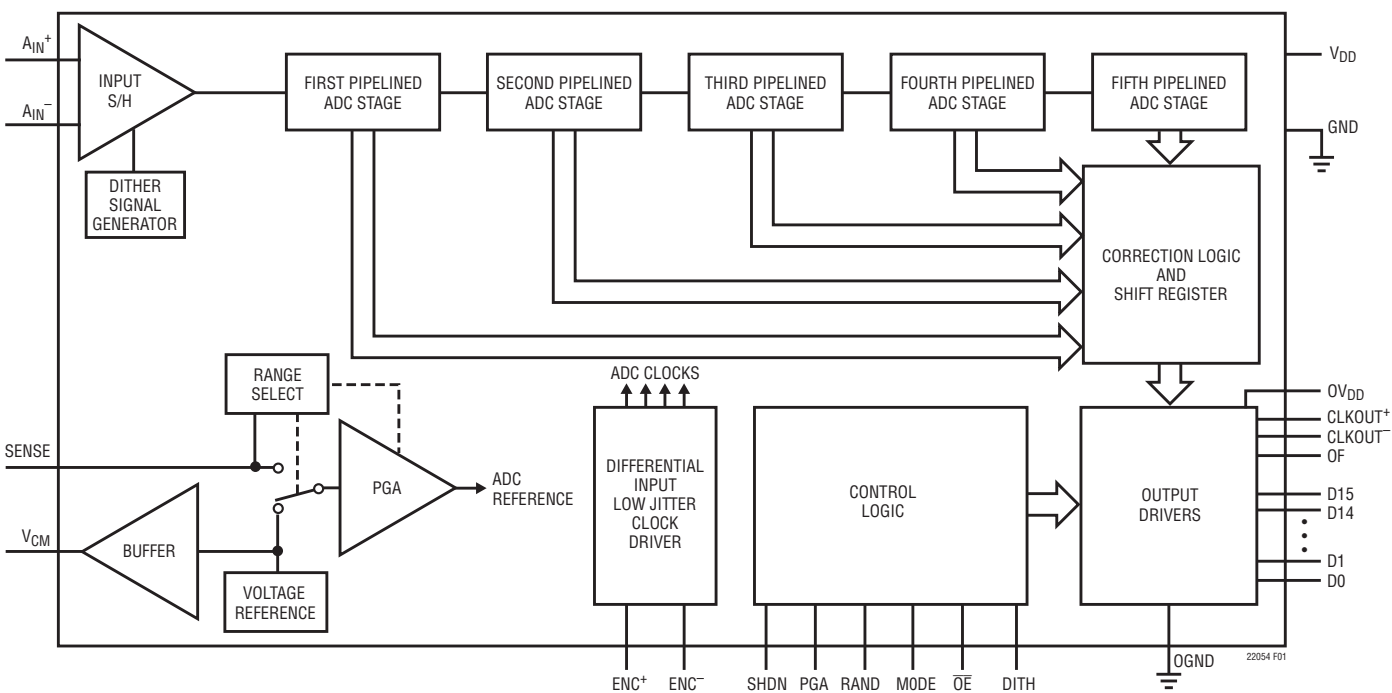 AIN+
AIN−
INPUT
S/H
DITHER
SIGNAL
GENERATOR
FIRST PIPELINED
ADC STAGE
SECOND PIPELINED
ADC STAGE
THIRD PIPELINED
ADC STAGE
FOURTH PIPELINED
ADC STAGE
FIFTH PIPELINED
ADC STAGE
VDD
GND
CORRECTION LOGIC
AND
SHIFT REGISTER
RANGE
SELECT
SENSE
PGA
ADC
REFERENCE
VCM
BUFFER
VOLTAGE
REFERENCE
ADC CLOCKS
DIFFERENTIAL
INPUT
LOW JITTER
CLOCK
DRIVER
CONTROL
LOGIC
OUTPUT
DRIVERS
OVDD
CLKOUT+
CLKOUT−
OF
D15
D14
D1
D0
ENC+
ENC−
SHDN
PGA
RAND
M0DE
OE
DITH
OGND
22054 F01